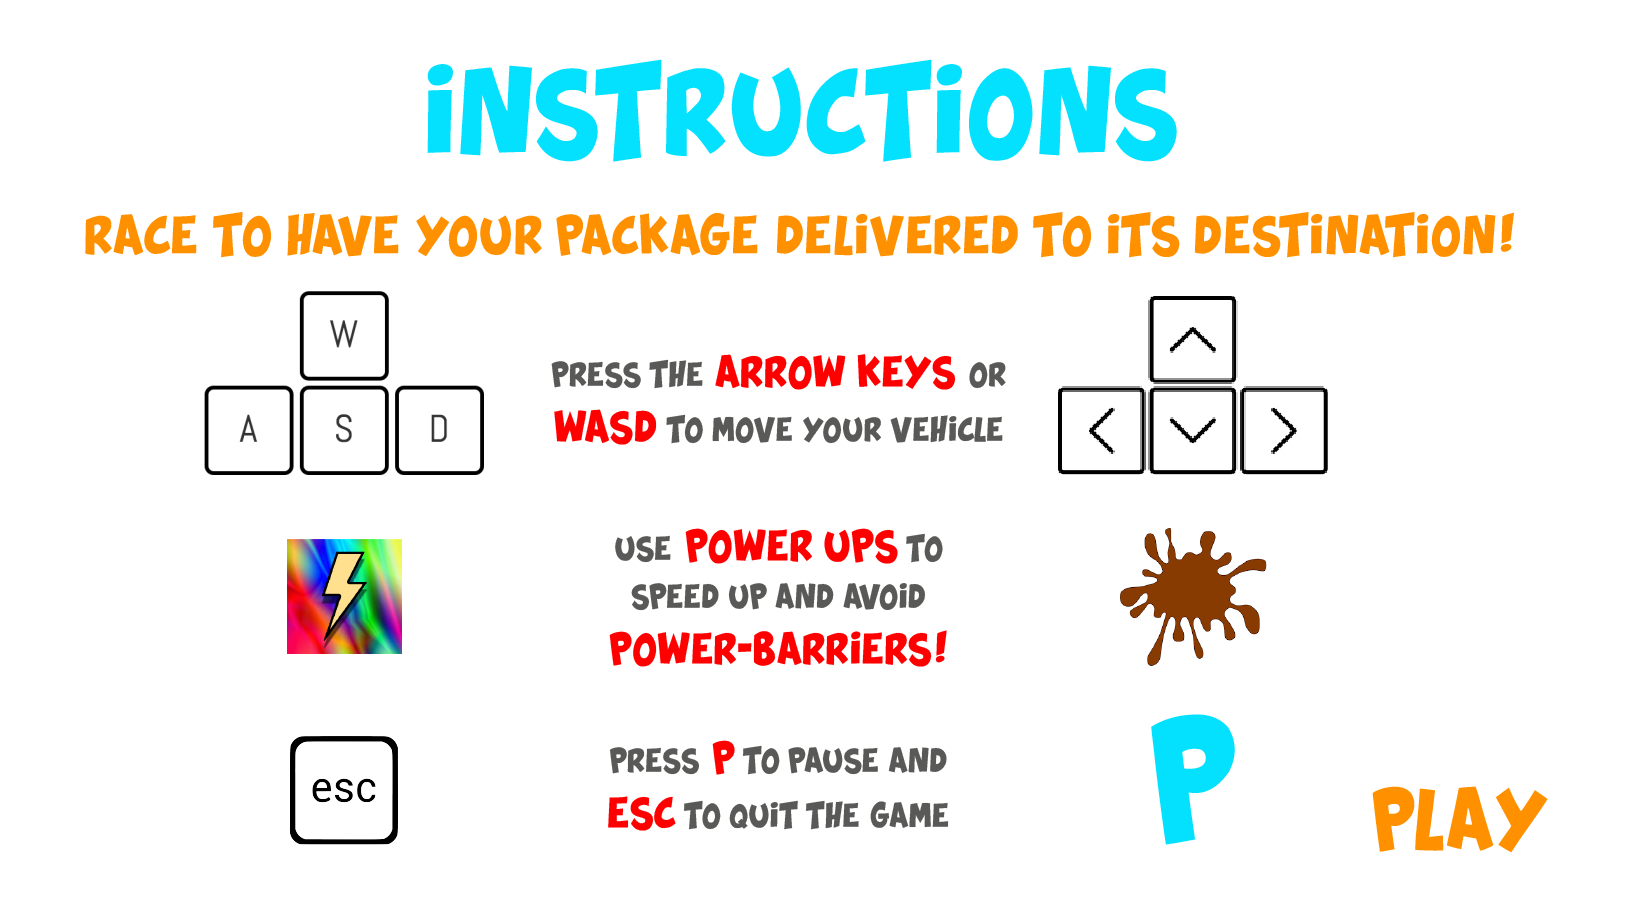 INSTRUCTIONS
RACE TO HAVE YOUR PACKAGE DELIVERED TO ITS DESTINATION!
W
A S D
PRESS THE ARROW KEYS OR
WASD TO MOVE YOUR VEHICLE
USE POWER UPS TO
SPEED UP AND AVOID
POWER-BARRIERS!
esc
PRESS P TO PAUSE AND
ESC TO QUIT THE GAME
P
PLAY